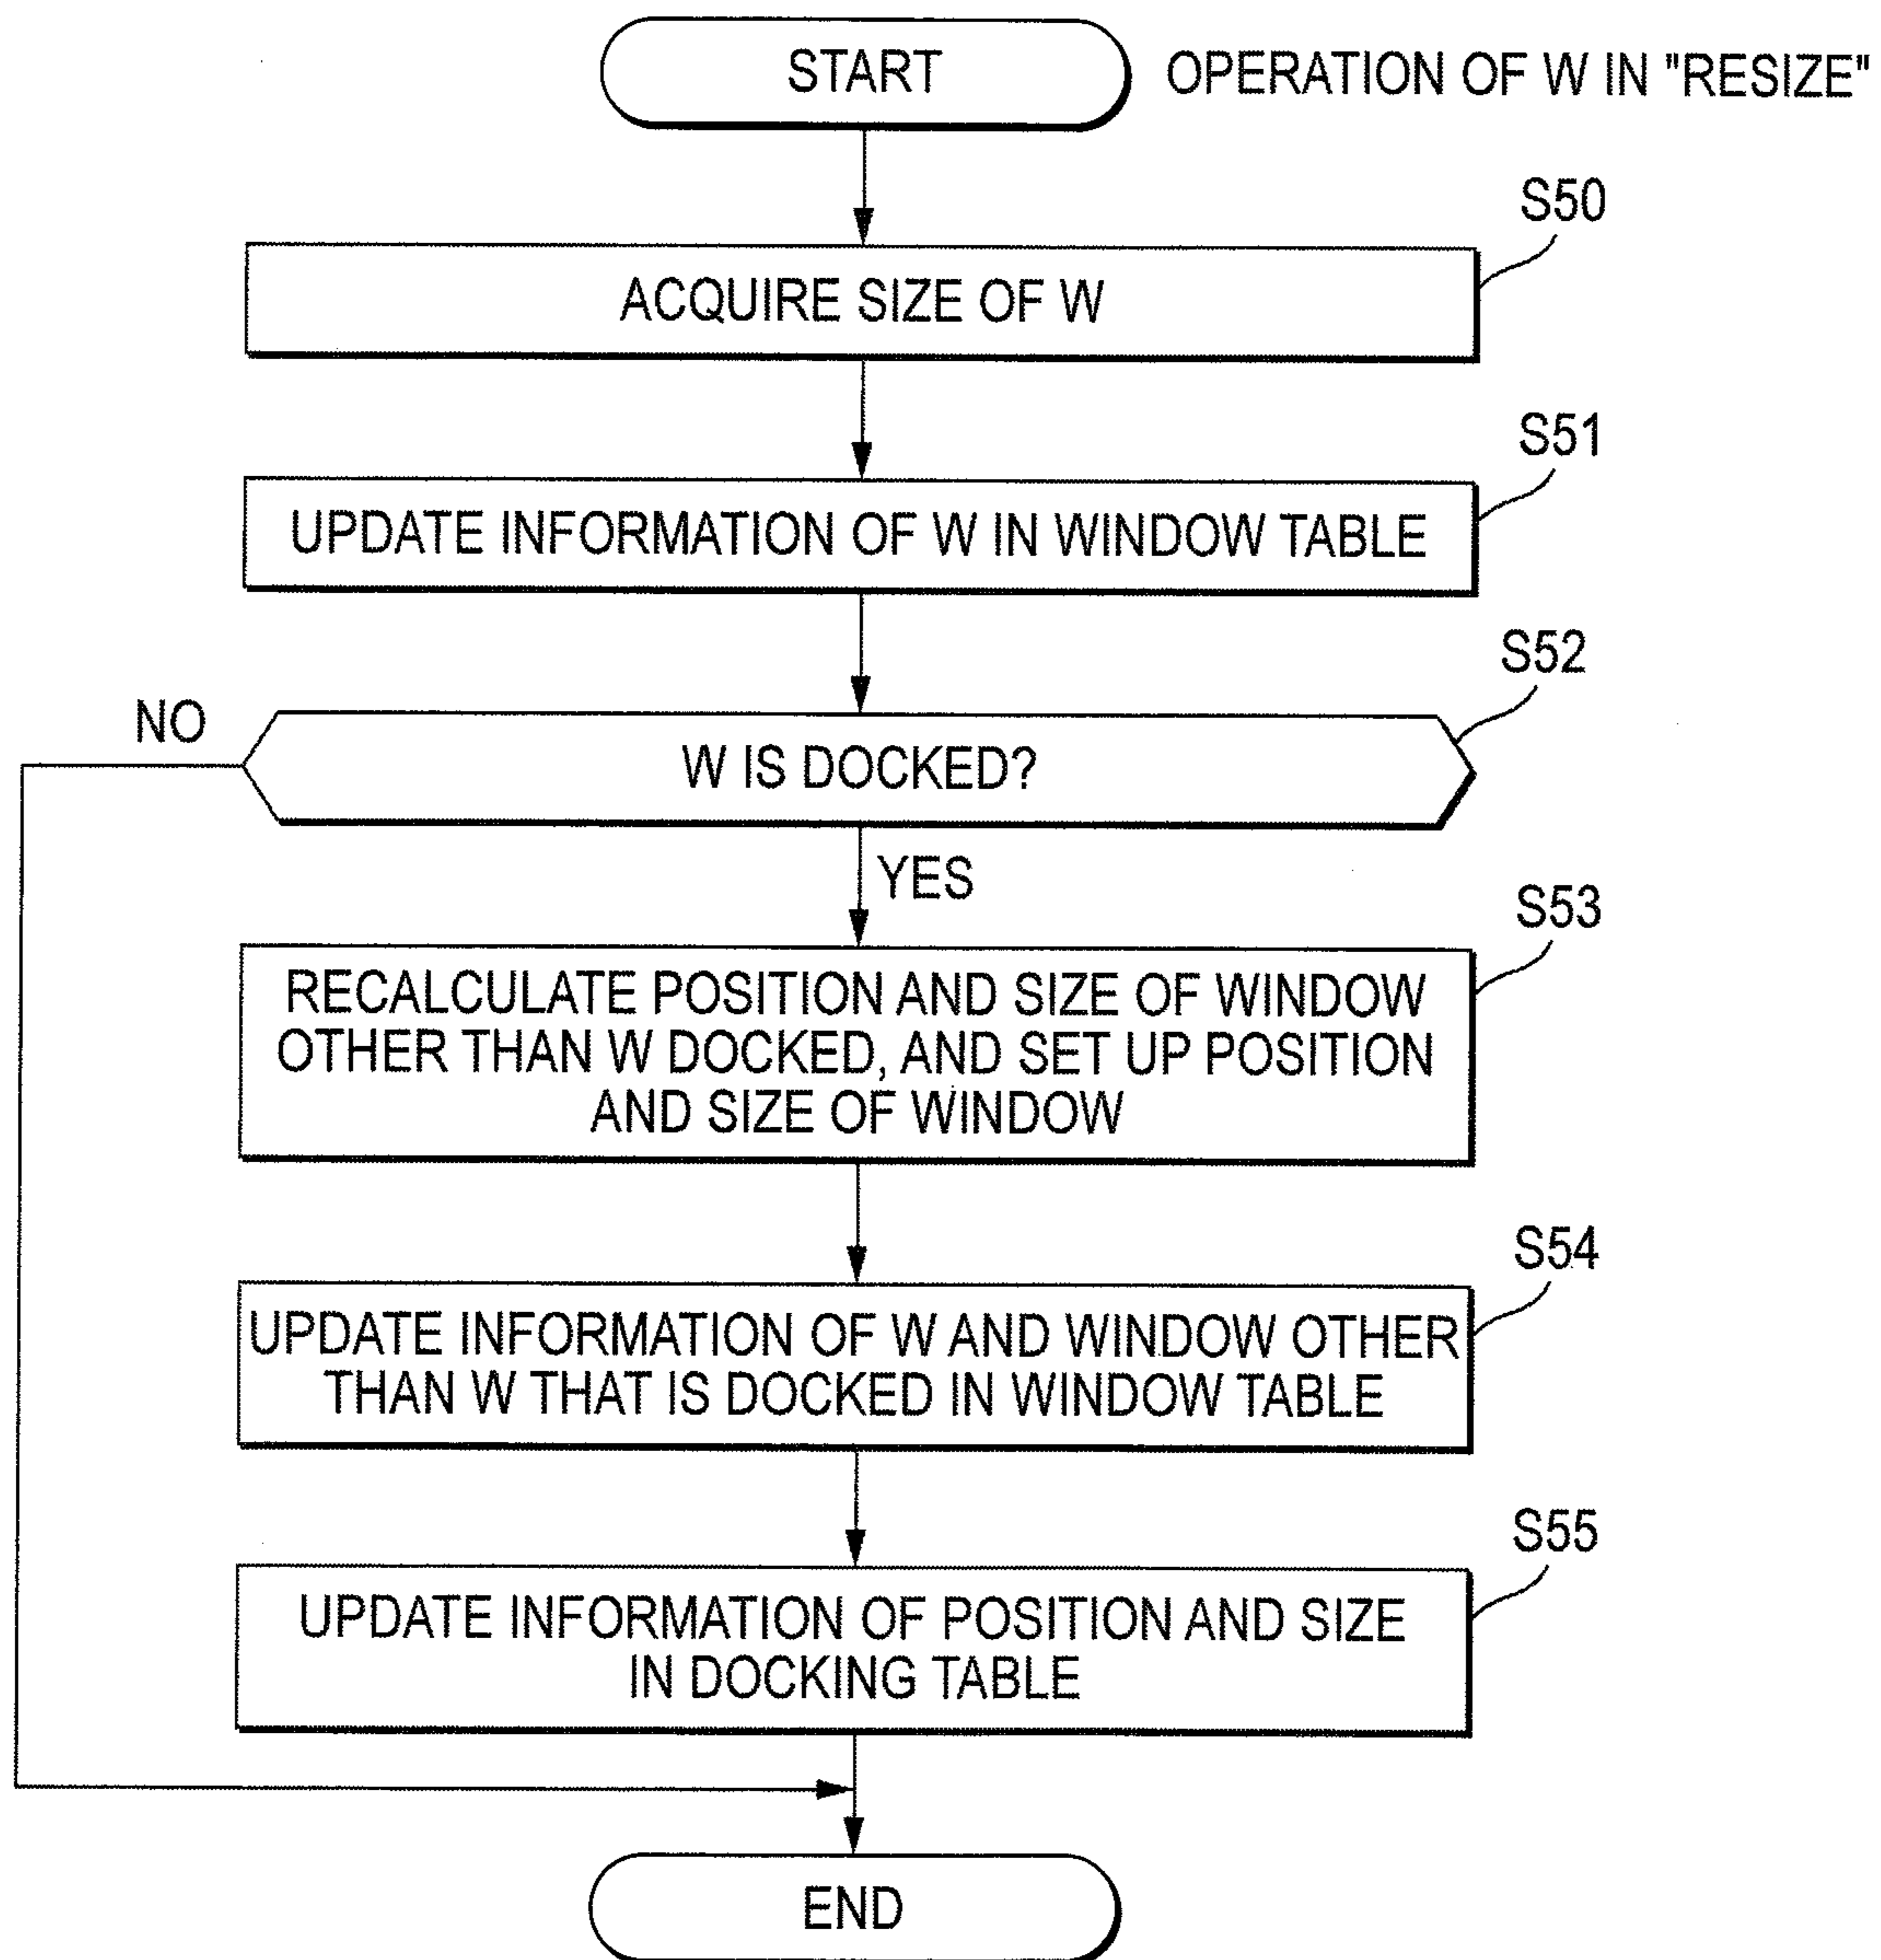 START
OPERATION OF W IN "RESIZE"
S50
ACQUIRE SIZE OF W
S51
UPDATE INFORMATION OF W IN WINDOW TABLE
S52
NO
W IS DOCKED?
YES
S53
RECALCULATE POSITION AND SIZE OF WINDOW
OTHER THAN W DOCKED, AND SET UP POSITION
AND SIZE OF WINDOW
S54
UPDATE INFORMATION OF W AND WINDOW OTHER
THAN W THAT IS DOCKED IN WINDOW TABLE
S55
UPDATE INFORMATION OF POSITION AND SIZE
IN DOCKING TABLE
END